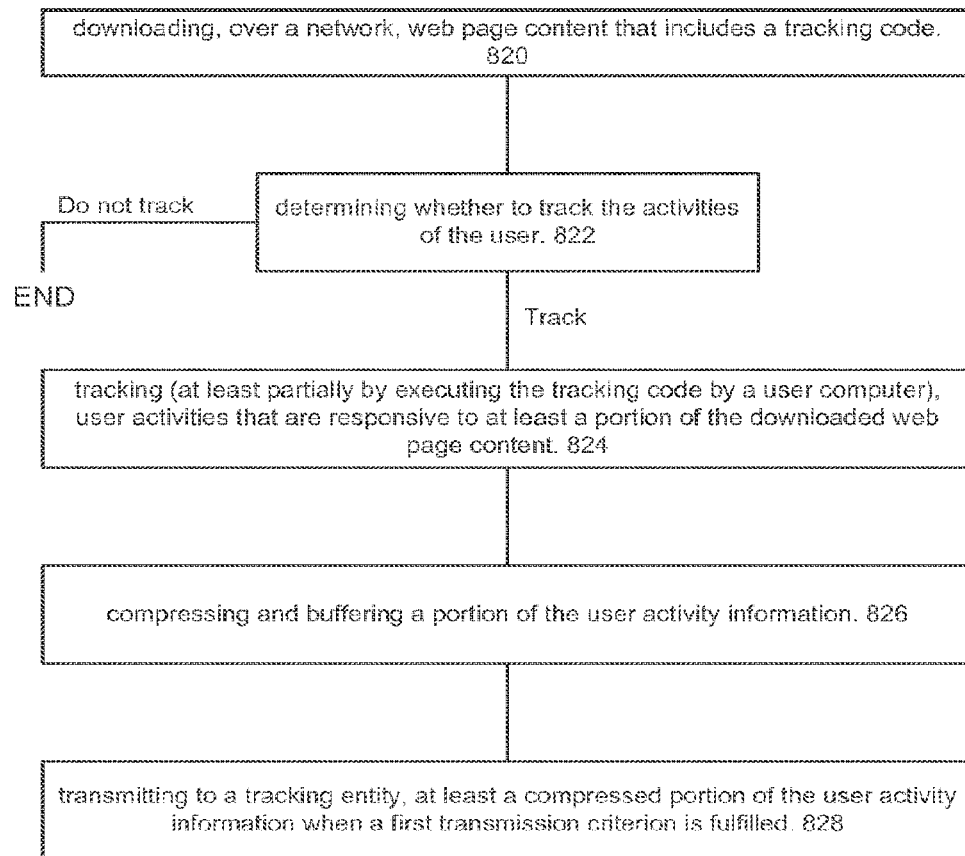 downloading, over a network, web page content that includes a tracking code.
820
Do not track
determining whether to track the activities
of the user. 822
END
Track
tracking (at least partially by executing the tracking code by a user computer),
user activities that are responsive to at least a portion of the downloaded web
page content. 824
compressing and buffering a portion of the user activity information. 826
transmitting to a tracking entity, at least a compressed portion of the user activity
information when a first transmission criterion is fulfilled. 828